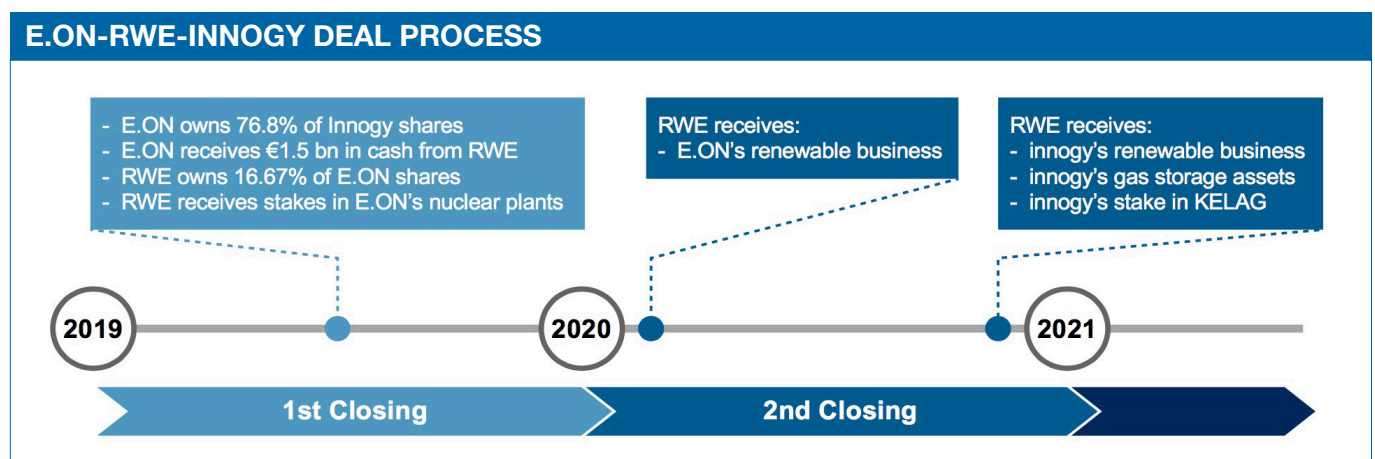 E.ON-RWE-INNOGY DEAL PROCESS
- E.ON owns 76.8% of Innogy shares
- E.ON receives €1.5 bn in cash from RWE
- RWE owns 16.67% of E.ON shares
- RWE receives stakes in E.ON's nuclear plants
RWE receives:
- E.ON's renewable business
RWE receives:
- innogy's renewable business
- innogy's gas storage assets
- innogy's stake in KELAG
2019
2020
2021
1st Closing
2nd Closing